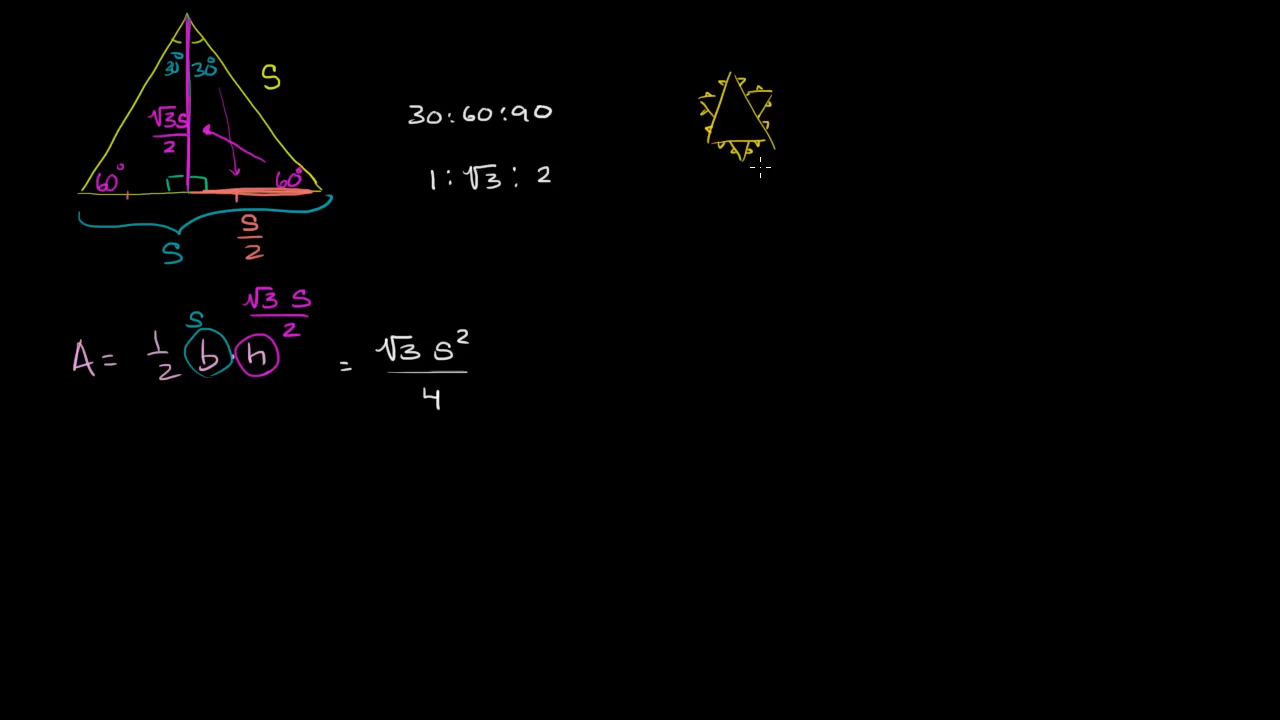 30° 30°
S
√3 S
2
60° 60°
S
S
2
30:60:90
1:√3:2
A = 1/2 b · h = √3 S² / 4
S
√3 S
2